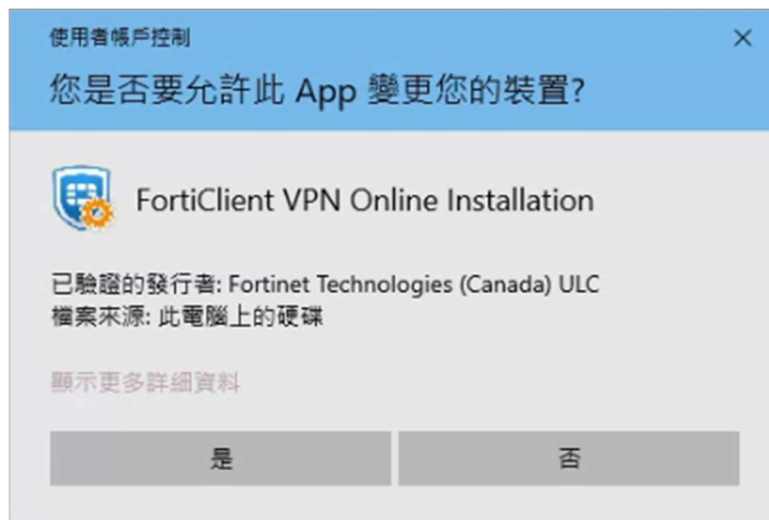 使用者帳戶控制
您是否要允許此 App 變更您的裝置?
FortiClient VPN Online Installation
已驗證的發行者: Fortinet Technologies (Canada) ULC
檔案來源: 此電腦上的硬碟
顯示更多詳細資料
是
否